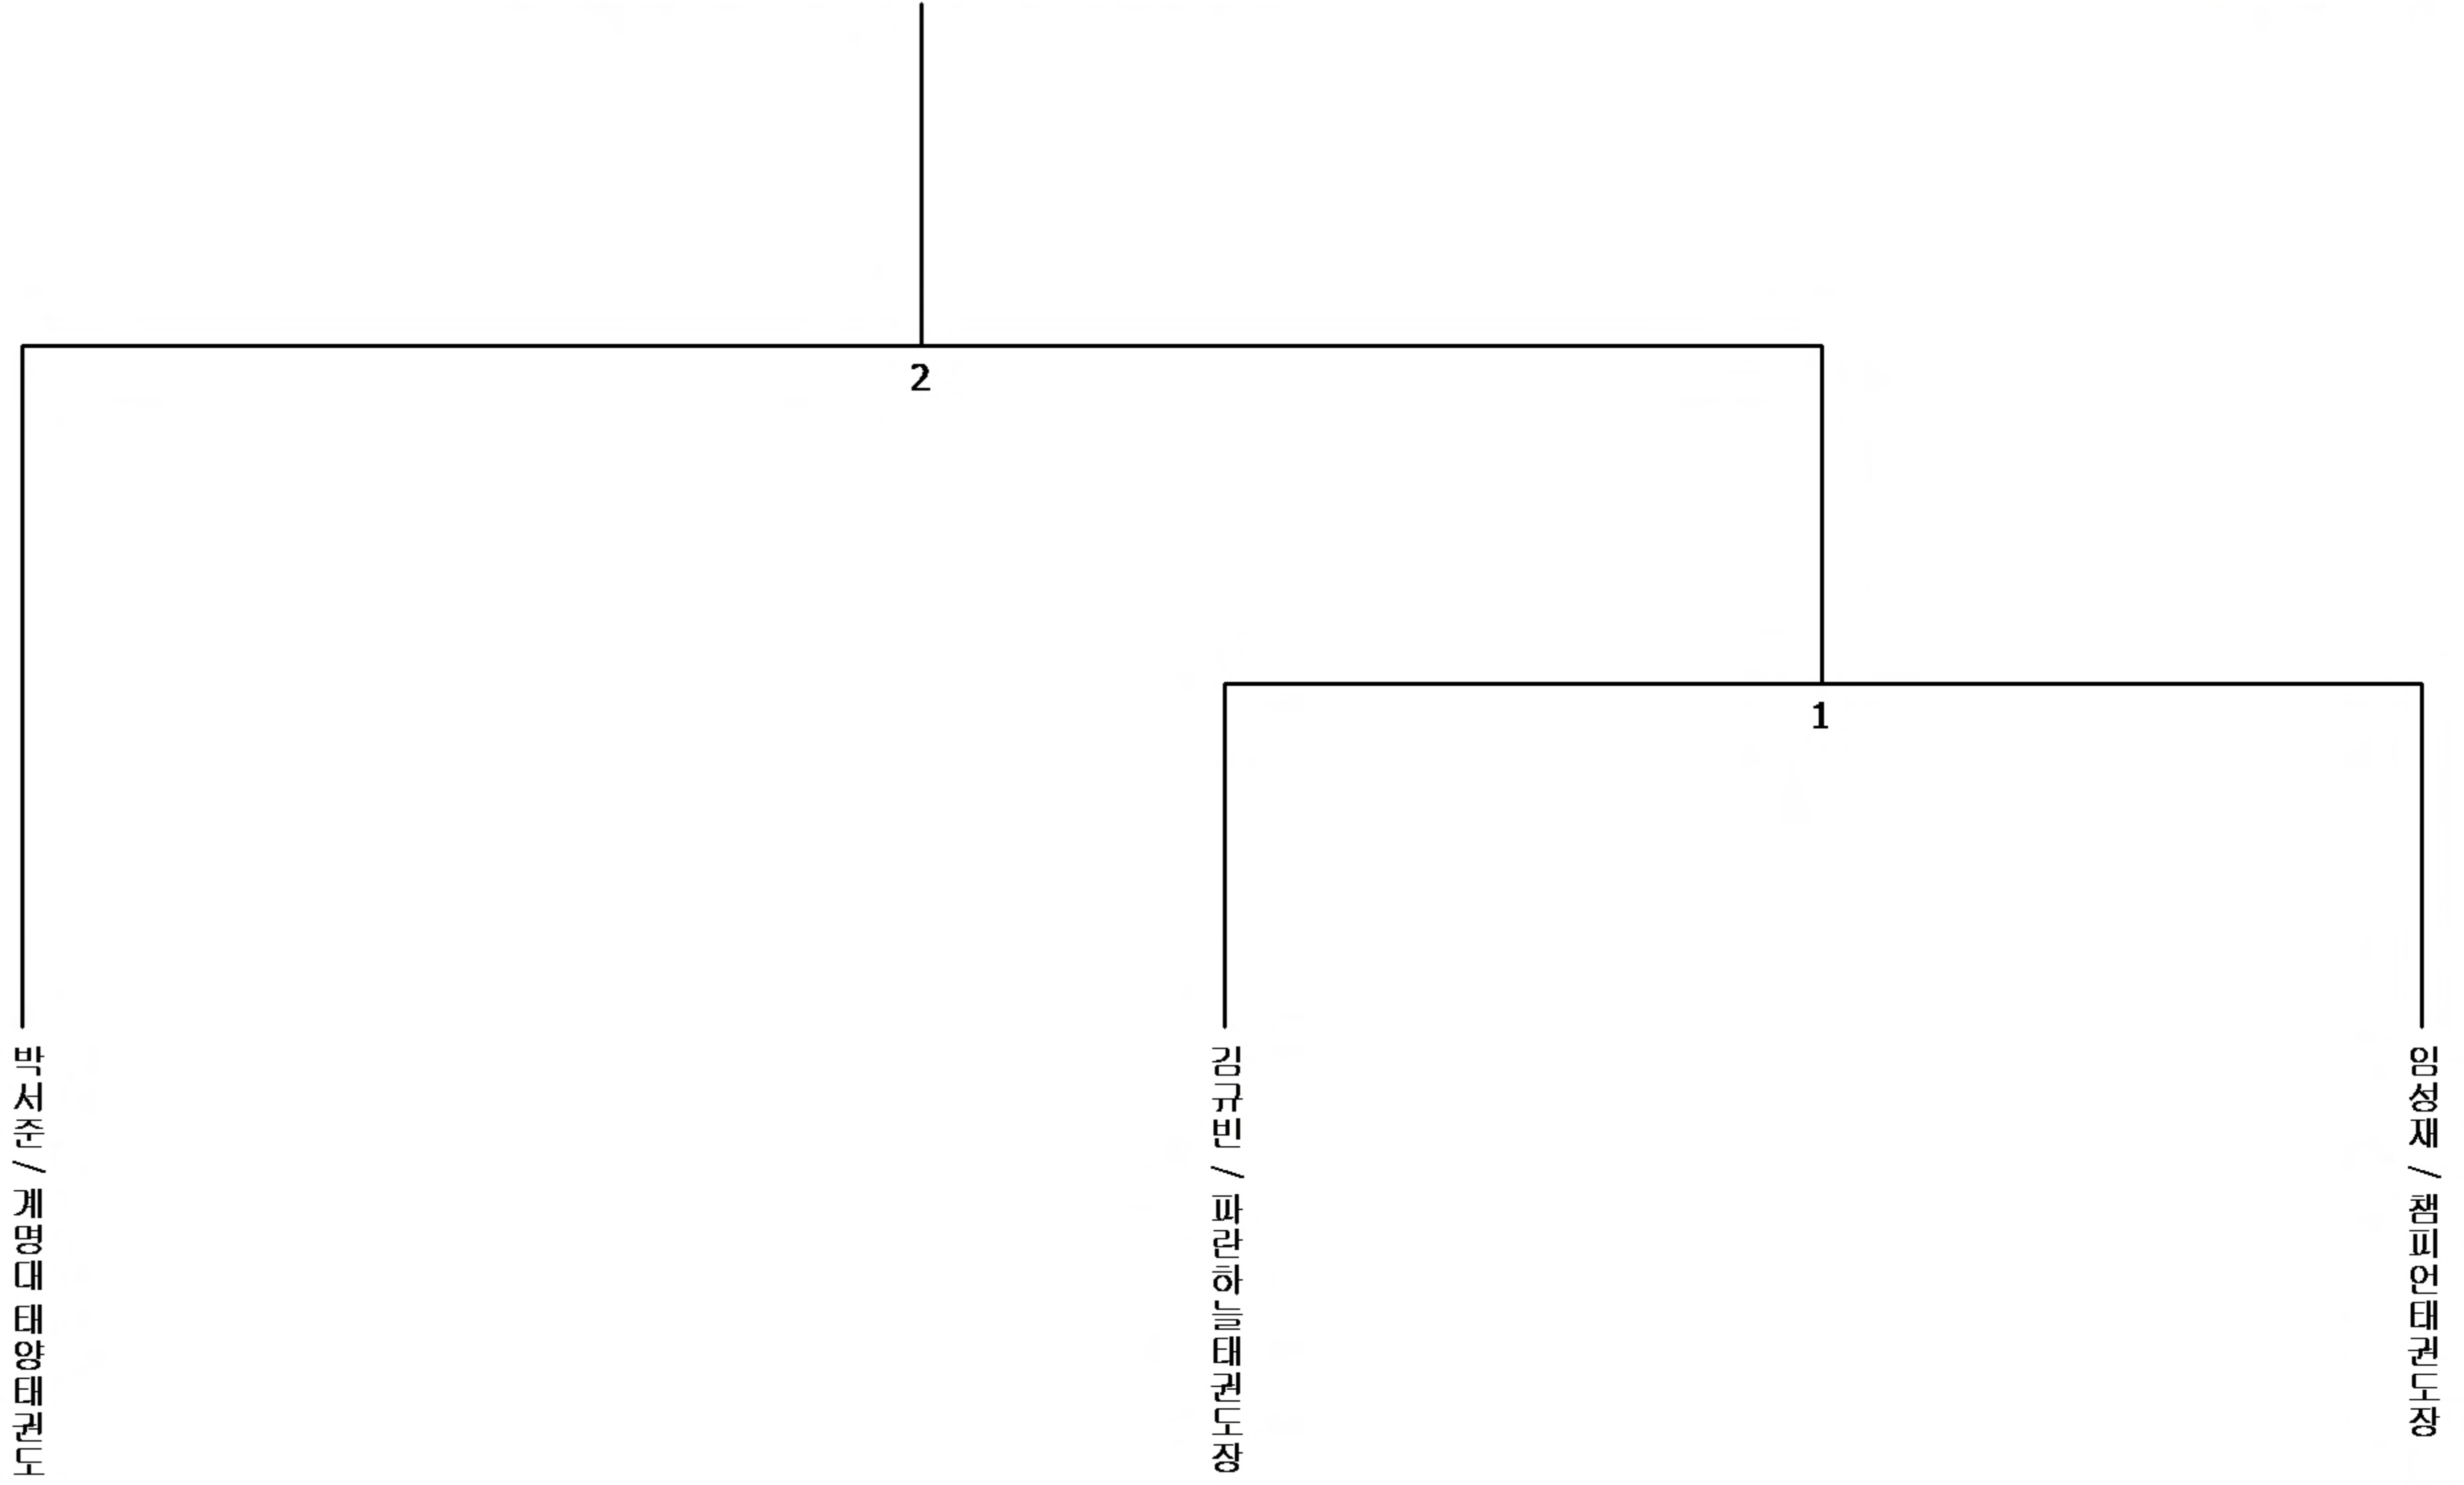 2
1
박서준 / 계명대 태양태권도
김규빈 / 파란하늘태권도장
임성재 / 챔피언태권도장